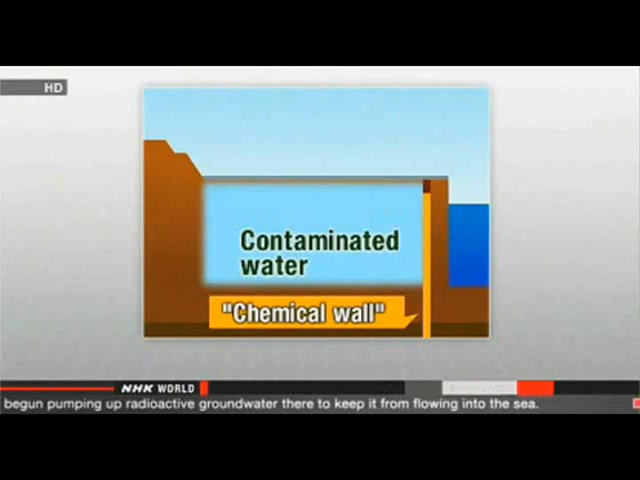 HD
Contaminated
water
"Chemical wall"
NHK WORLD
begun pumping up radioactive groundwater there to keep it from flowing into the sea.